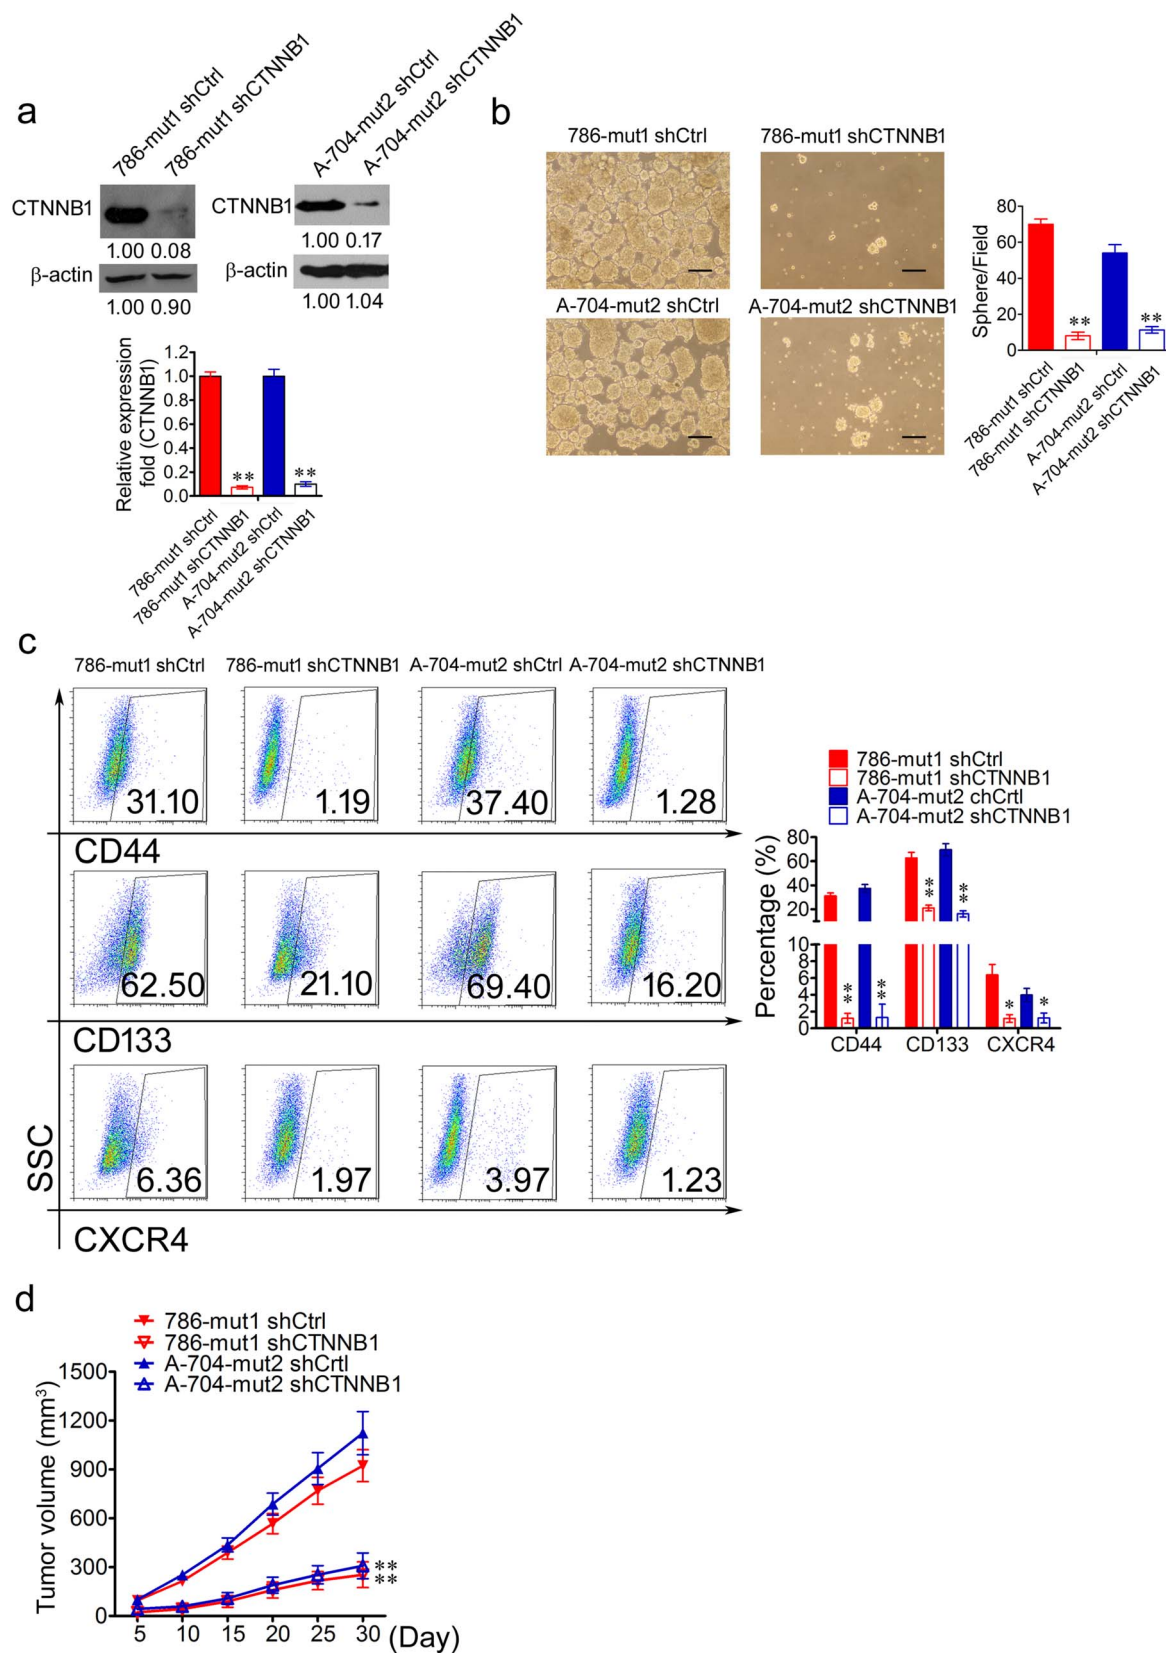 a
786-mut1 shCtrl
786-mut1 shCTNNB1
A-704-mut2 shCtrl
A-704-mut2 shCTNNB1
CTNNB1
1.00 0.08
β-actin
1.00 0.90
CTNNB1
1.00 0.17
β-actin
1.00 1.04
Relative expression
fold (CTNNB1)
1.2
1.0
0.8
0.6
0.4
0.2
0.0
**
**
786-mut1 shCtrl
786-mut1 shCTNNB1
A-704-mut2 shCtrl
A-704-mut2 shCTNNB1
b
786-mut1 shCtrl
786-mut1 shCTNNB1
A-704-mut2 shCtrl
A-704-mut2 shCTNNB1
Sphere/Field
80
60
40
20
0
**
**
786-mut1 shCtrl
786-mut1 shCTNNB1
A-704-mut2 shCtrl
A-704-mut2 shCTNNB1
c
786-mut1 shCtrl
786-mut1 shCTNNB1
A-704-mut2 shCtrl
A-704-mut2 shCTNNB1
31.10
1.19
37.40
1.28
CD44
62.50
21.10
69.40
16.20
CD133
6.36
1.97
3.97
1.23
SSC
CXCR4
786-mut1 shCtrl
786-mut1 shCTNNB1
A-704-mut2 chCrtl
A-704-mut2 shCTNNB1
Percentage (%)
80
60
40
20
10
8
6
4
2
0
**
**
**
**
*
*
CD44
CD133
CXCR4
d
786-mut1 shCtrl
786-mut1 shCTNNB1
A-704-mut2 shCrtl
A-704-mut2 shCTNNB1
Tumor volume (mm³)
1500
1200
900
600
300
0
**
**
5 10 15 20 25 30 (Day)